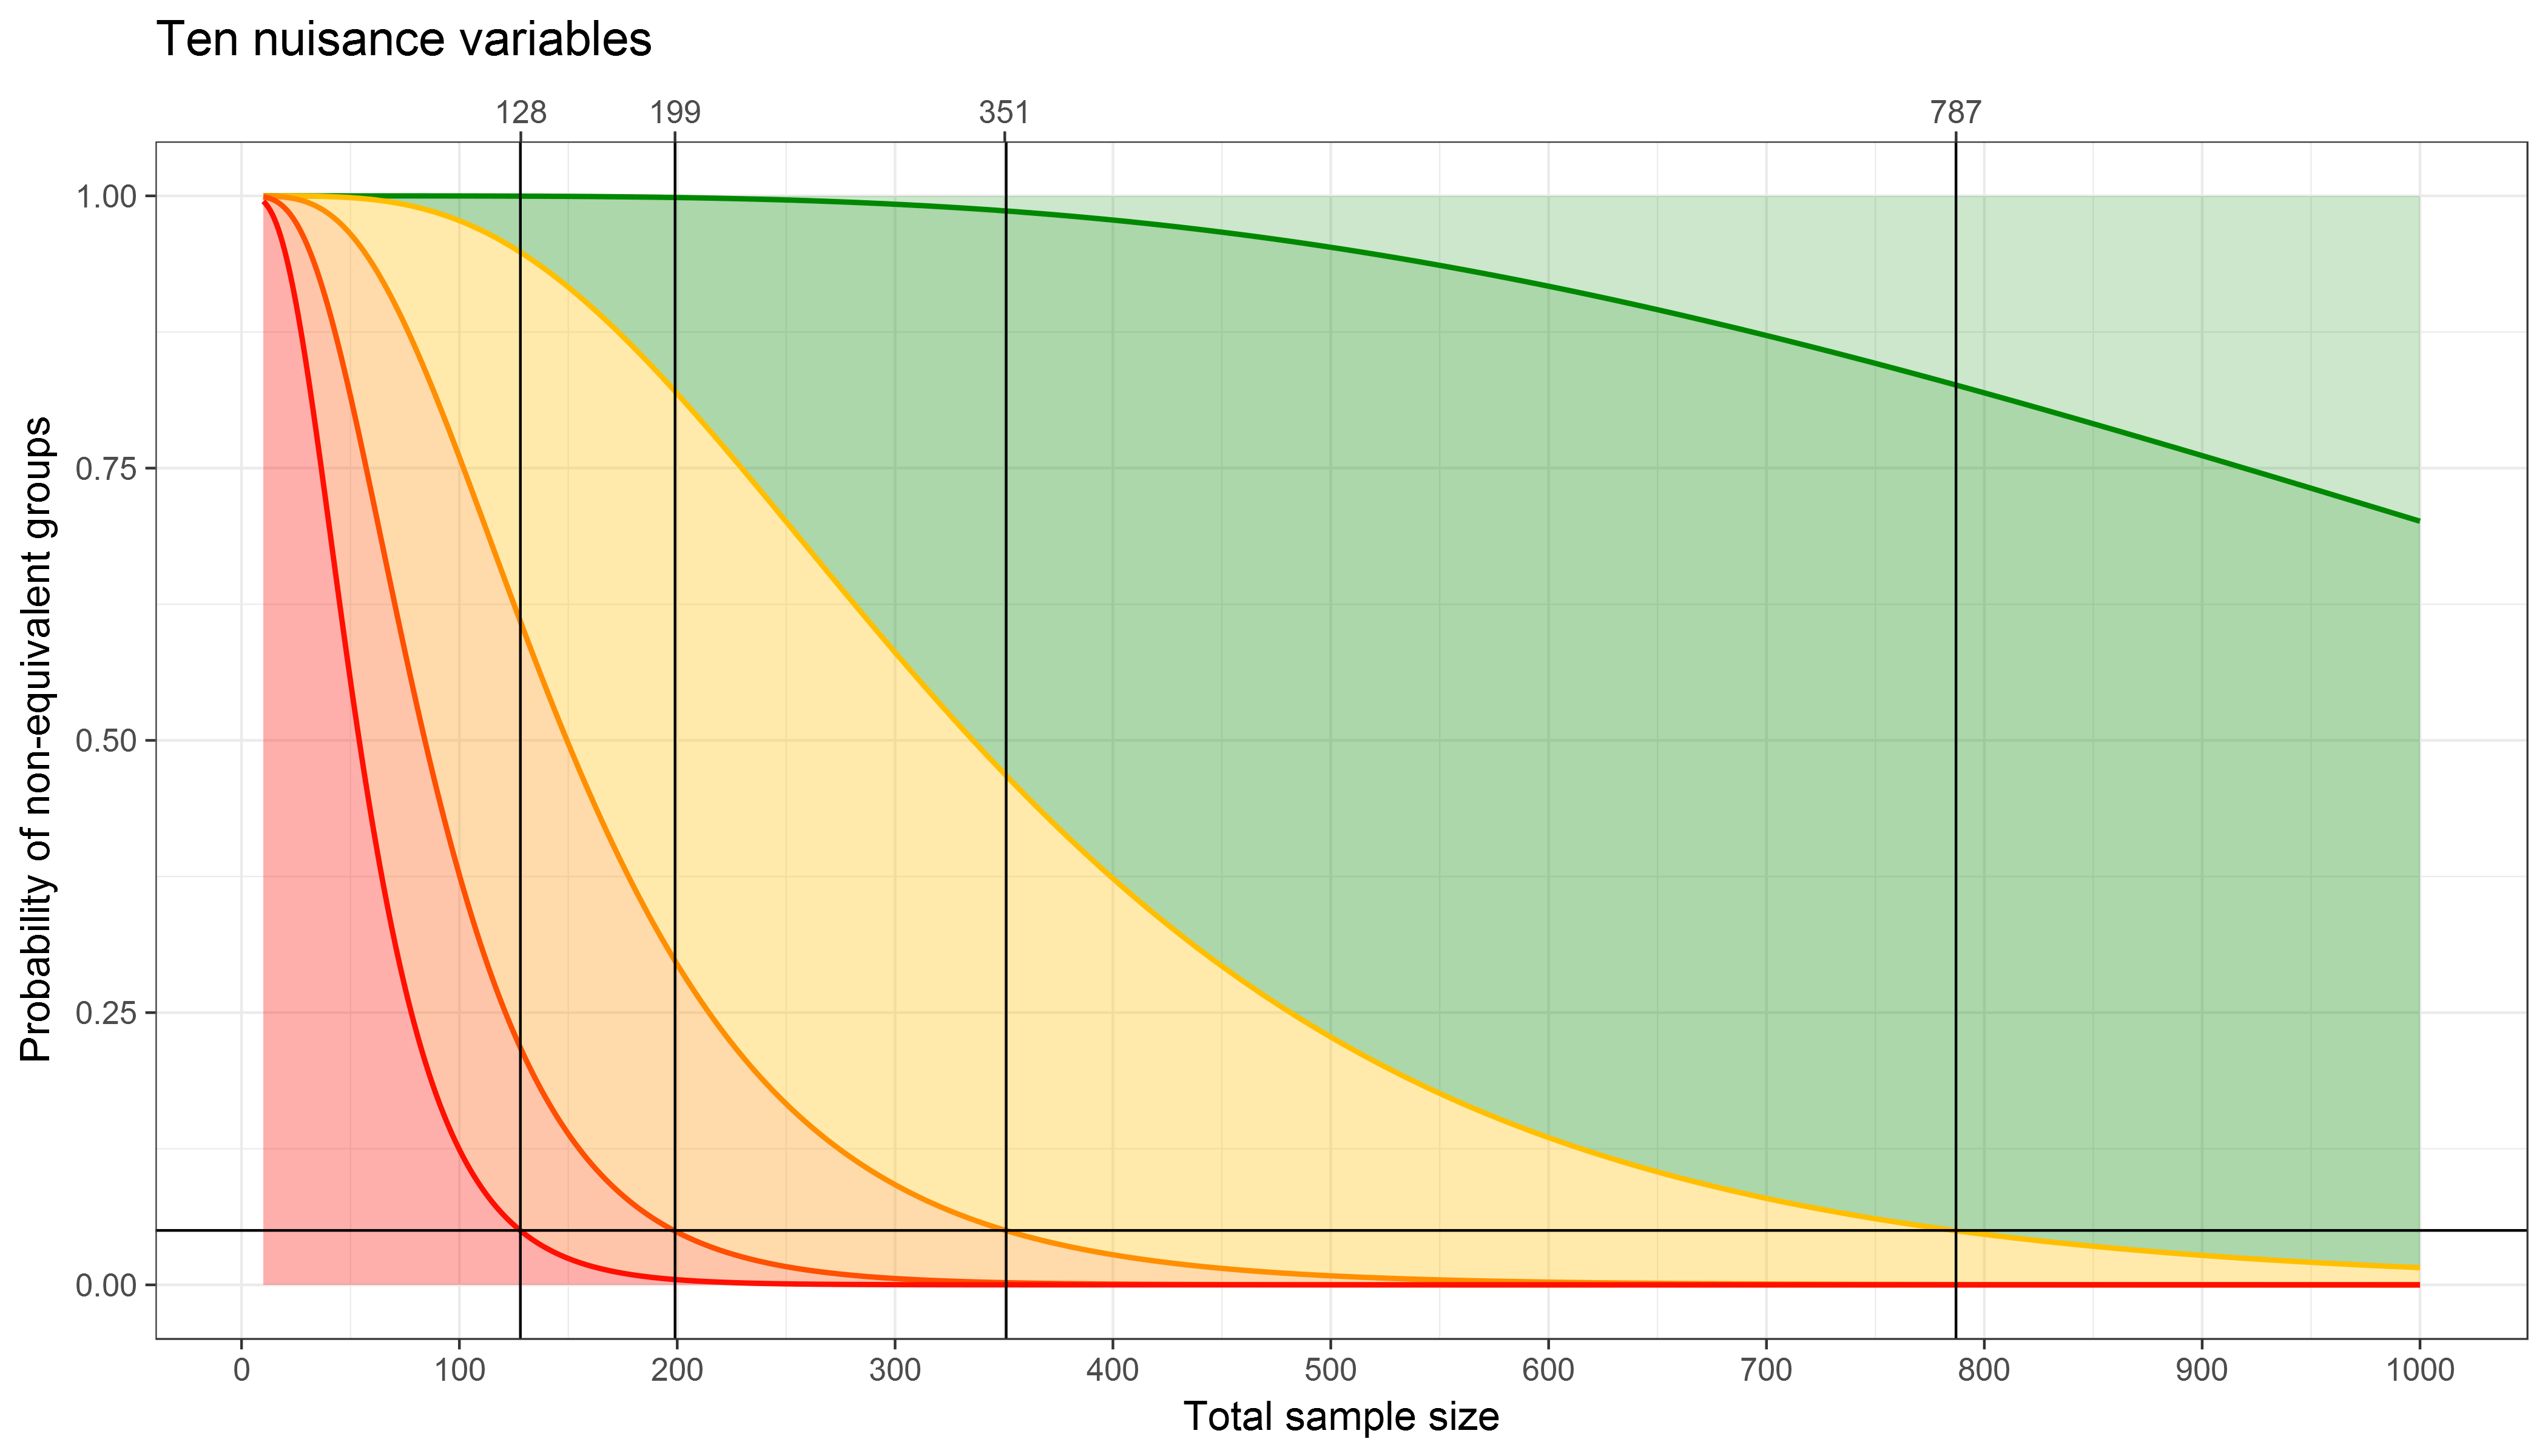 Ten nuisance variables
128 199 351 787
Probability of non-equivalent groups
1.00
0.75
0.50
0.25
0.00
0 100 200 300 400 500 600 700 800 900 1000
Total sample size